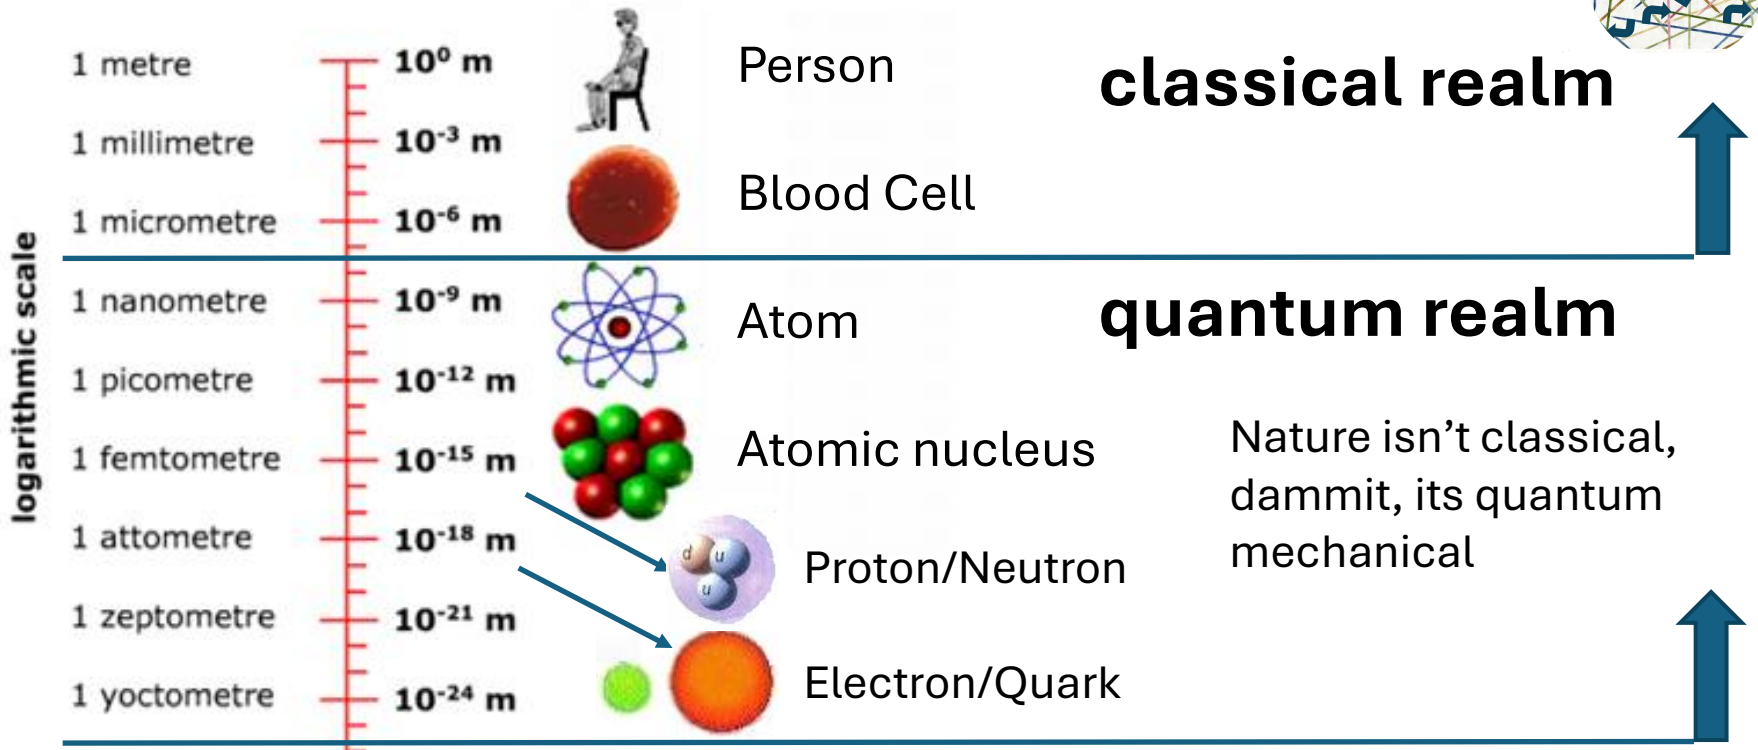 1 metre 10⁰ m Person
classical realm
1 millimetre 10⁻³ m
Blood Cell
1 micrometre 10⁻⁶ m
logarithmic scale
1 nanometre 10⁻⁹ m Atom
quantum realm
1 picometre 10⁻¹² m
1 femtometre 10⁻¹⁵ m Atomic nucleus
Nature isn’t classical,
dammit, its quantum
mechanical
1 attometre 10⁻¹⁸ m
d u
u
Proton/Neutron
1 zeptometre 10⁻²¹ m
1 yoctometre 10⁻²⁴ m Electron/Quark